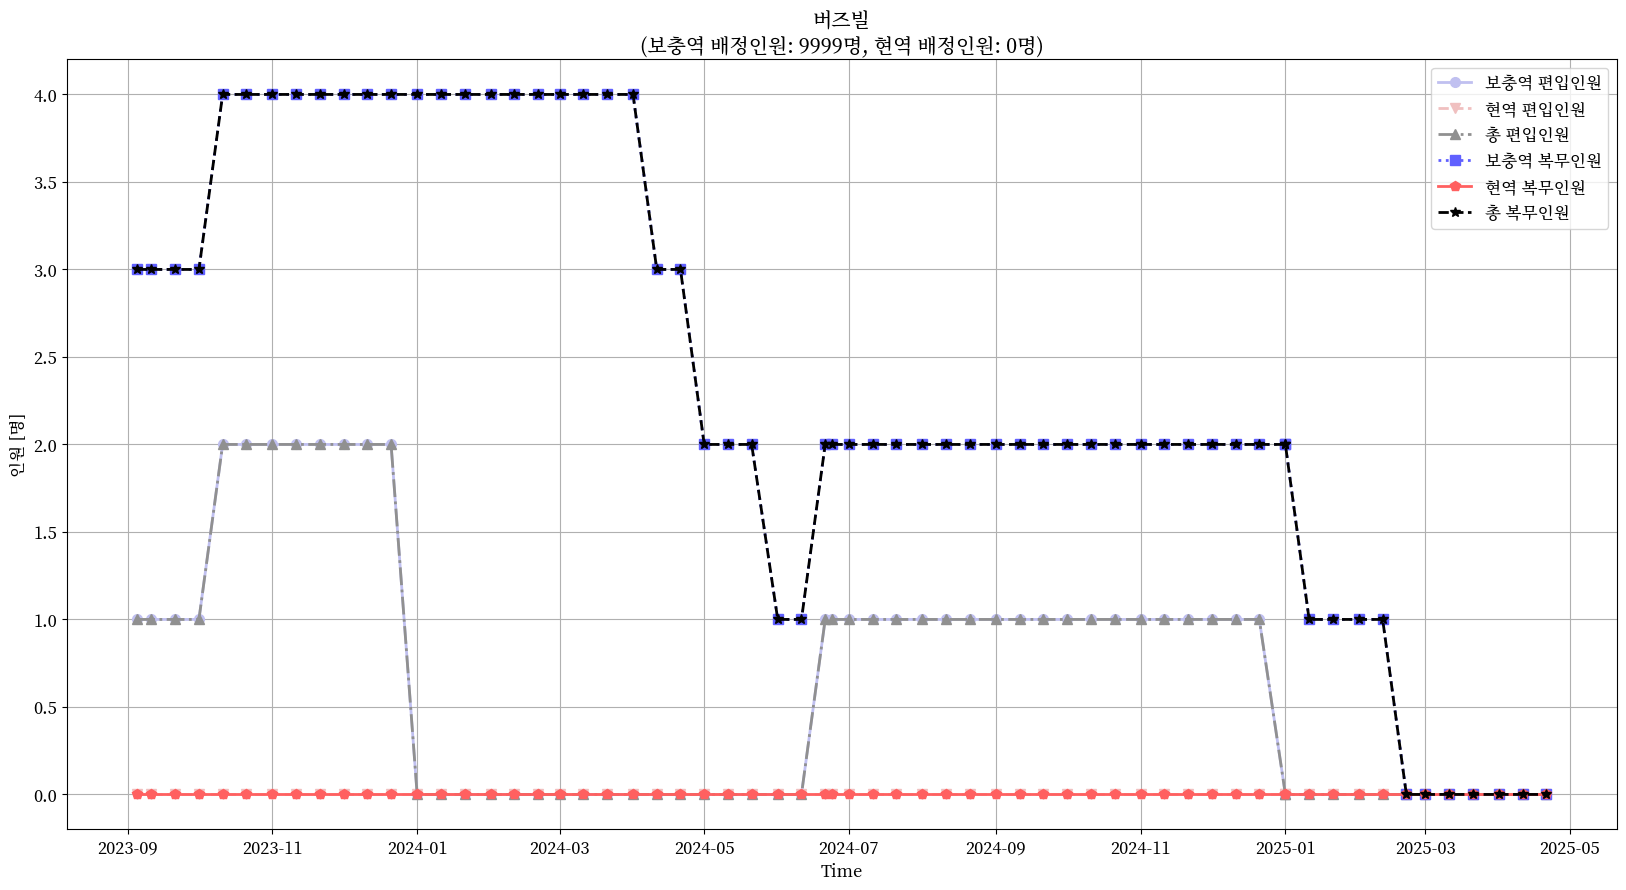 버즈빌
(보충역 배정인원: 9999명, 현역 배정인원: 0명)
보충역 편입인원
현역 편입인원
총 편입인원
보충역 복무인원
현역 복무인원
총 복무인원
인원 [명]
4.0
3.5
3.0
2.5
2.0
1.5
1.0
0.5
0.0
2023-09
2023-11
2024-01
2024-03
2024-05
2024-07
2024-09
2024-11
2025-01
2025-03
2025-05
Time